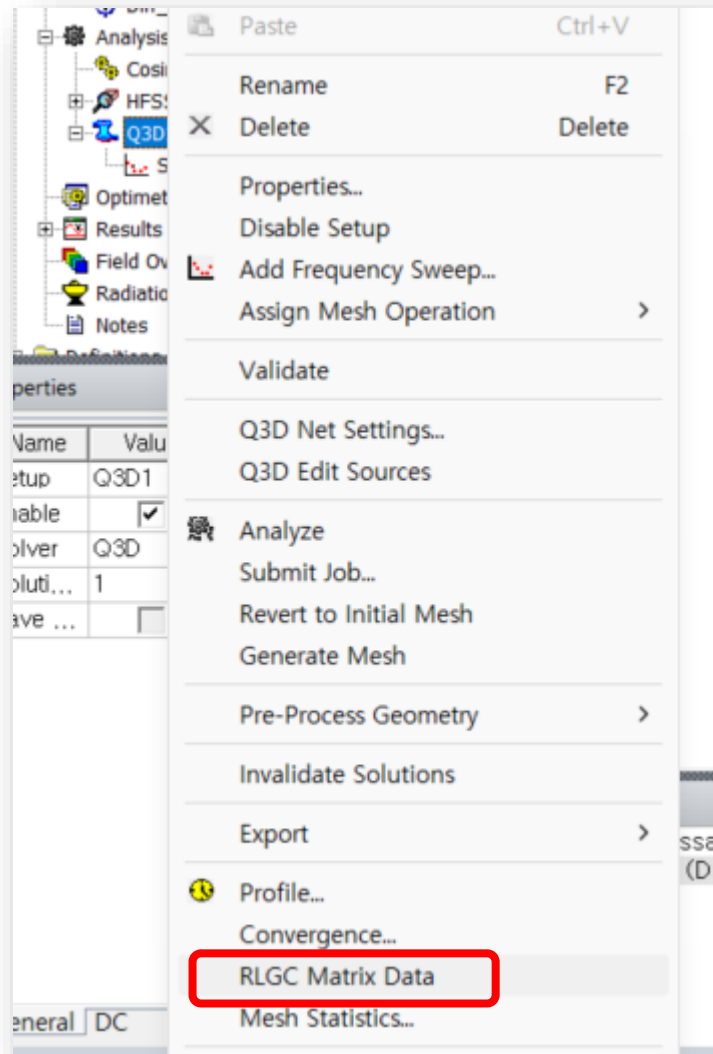 Analysis
Cosi
HFSS
Q3D
S
Optimet
Results
Field Ov
Radiatio
Notes
perties
Name Valu
etup Q3D1
nable
olver Q3D
oluti... 1
ave ...
eneral DC
Paste Ctrl+V
Rename F2
Delete Delete
Properties...
Disable Setup
Add Frequency Sweep...
Assign Mesh Operation
Validate
Q3D Net Settings...
Q3D Edit Sources
Analyze
Submit Job...
Revert to Initial Mesh
Generate Mesh
Pre-Process Geometry
Invalidate Solutions
Export
Profile...
Convergence...
RLGC Matrix Data
Mesh Statistics...
ssa
(D